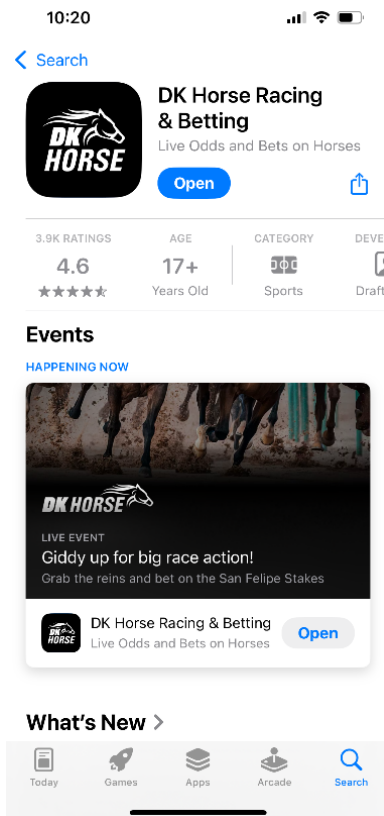 10:20
Search
DK
HORSE
DK Horse Racing
& Betting
Live Odds and Bets on Horses
Open
3.9K RATINGS
4.6
AGE
17+
Years Old
CATEGORY
Sports
DEVE
Draft
Events
HAPPENING NOW
DK HORSE
LIVE EVENT
Giddy up for big race action!
Grab the reins and bet on the San Felipe Stakes
DK
HORSE
DK Horse Racing & Betting
Live Odds and Bets on Horses
Open
What's New
Today
Games
Apps
Arcade
Search